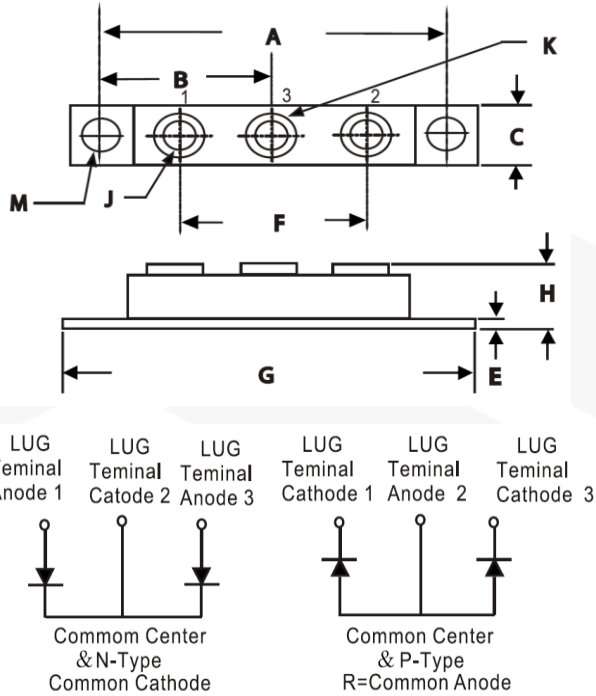 A
K
B
1
3
2
C
M
J
F
H
G
E
LUG
Teminal
Anode 1
LUG
Teminal
Catode 2
LUG
Teminal
Anode 3
LUG
Teminal
Cathode 1
LUG
Teminal
Anode 2
LUG
Teminal
Cathode 3
Commom Center
& N-Type
Common Cathode
Common Center
& P-Type
R=Common Anode